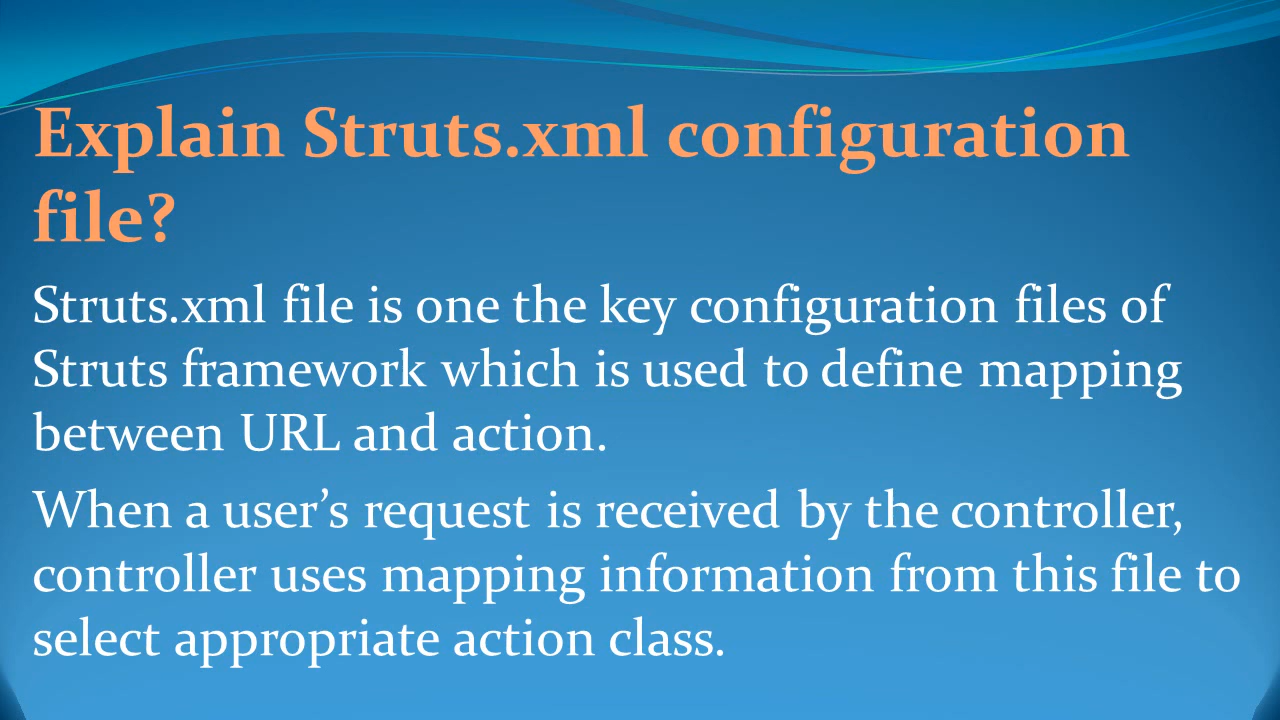 Explain Struts.xml configuration
file?
Struts.xml file is one the key configuration files of
Struts framework which is used to define mapping
between URL and action.
When a user’s request is received by the controller,
controller uses mapping information from this file to
select appropriate action class.